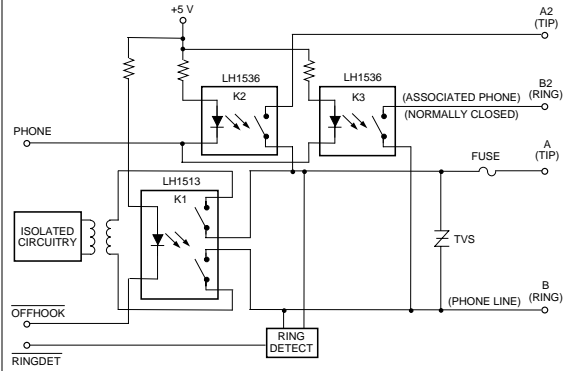 +5 V
A2
(TIP)
LH1536
K2
LH1536
K3
(ASSOCIATED PHONE)
(NORMALLY CLOSED)
B2
(RING)
PHONE
A
(TIP)
FUSE
LH1513
K1
ISOLATED
CIRCUITRY
TVS
B
(RING)
(PHONE LINE)
OFFHOOK
RING
DETECT
RINGDET